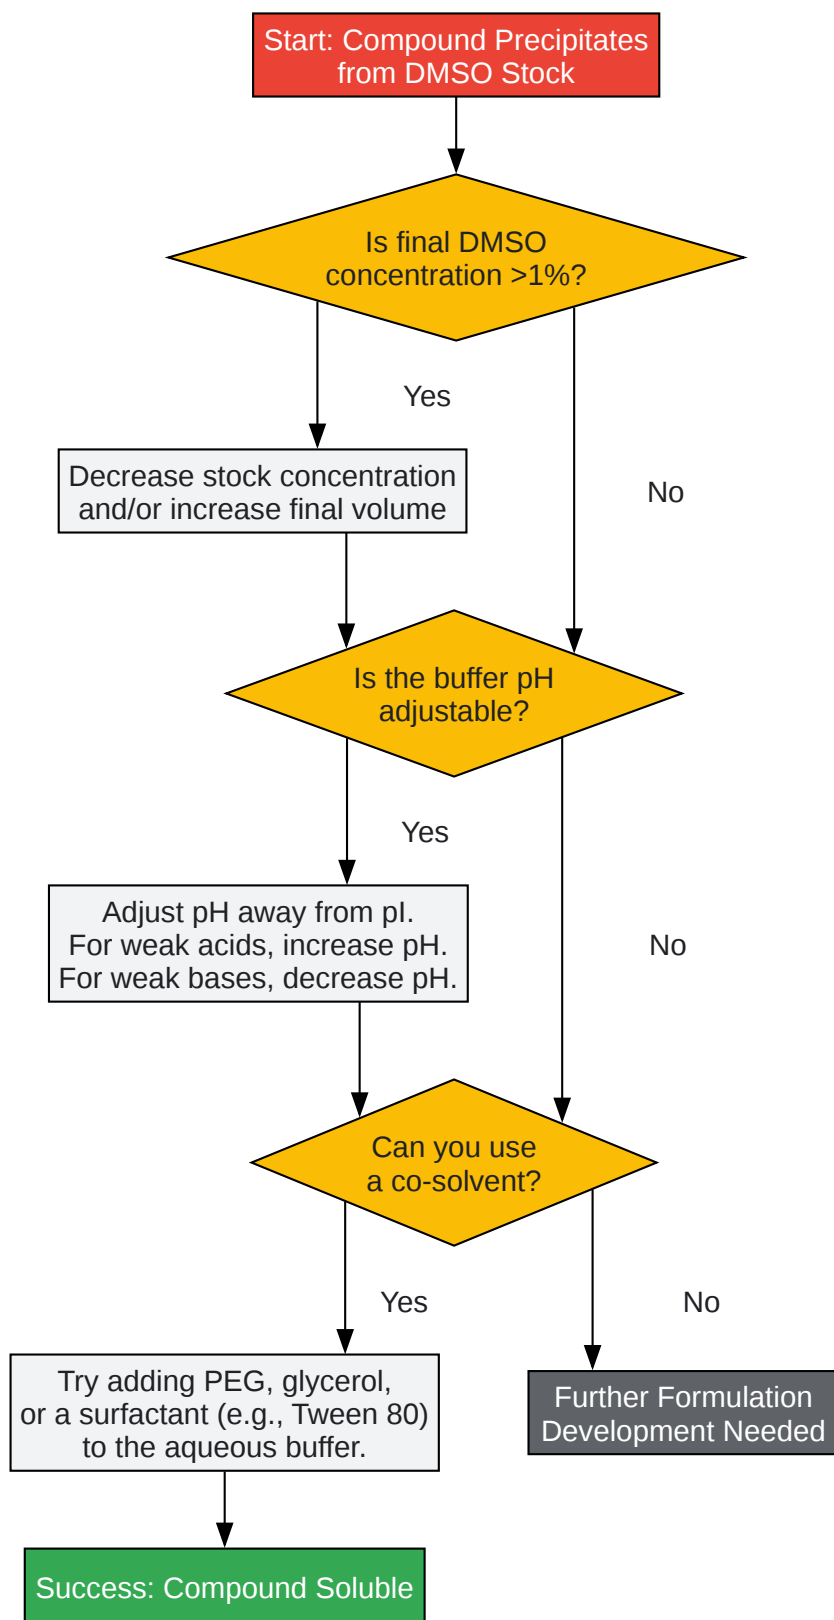 Start: Compound Precipitates
from DMSO Stock
Is final DMSO
concentration >1%?
Yes
Decrease stock concentration
and/or increase final volume
No
Is the buffer pH
adjustable?
Yes
Adjust pH away from pI.
For weak acids, increase pH.
For weak bases, decrease pH.
No
Can you use
a co-solvent?
Yes
No
Try adding PEG, glycerol,
or a surfactant (e.g., Tween 80)
to the aqueous buffer.
Further Formulation
Development Needed
Success: Compound Soluble